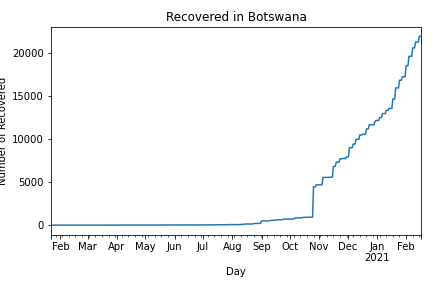 Recovered in Botswana
Number of Recovered
20000
15000
10000
5000
0
Feb Mar Apr May Jun Jul Aug Sep Oct Nov Dec Jan Feb
2021
Day